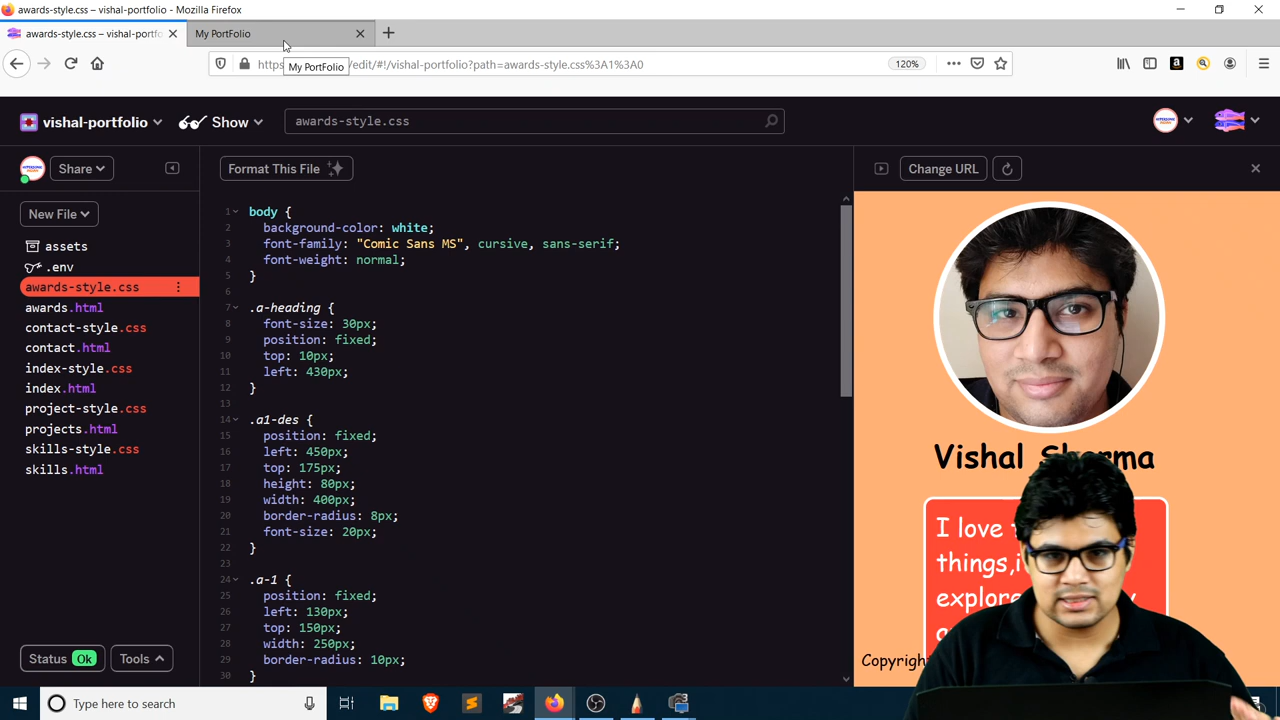 awards-style.css – vishal-portfolio - Mozilla Firefox
awards-style.css – vishal-portfo
My PortFolio
https
/edit/#!/vishal-portfolio?path=awards-style.css%3A1%3A0
120%
My PortFolio
vishal-portfolio
Show
awards-style.css
Share
Format This File
Change URL
New File
assets
.env
awards-style.css
awards.html
contact-style.css
contact.html
index-style.css
index.html
project-style.css
projects.html
skills-style.css
skills.html
Status Ok
Tools
1 body {
2 background-color: white;
3 font-family: "Comic Sans MS", cursive, sans-serif;
4 font-weight: normal;
5 }
6
7 .a-heading {
8 font-size: 30px;
9 position: fixed;
10 top: 10px;
11 left: 430px;
12 }
13
14 .a1-des {
15 position: fixed;
16 left: 450px;
17 top: 175px;
18 height: 80px;
19 width: 400px;
20 border-radius: 8px;
21 font-size: 20px;
22 }
23
24 .a-1 {
25 position: fixed;
26 left: 130px;
27 top: 150px;
28 width: 250px;
29 border-radius: 10px;
30 }
Vishal Sharma
I love
things,i
explore
Copyrigh
Type here to search